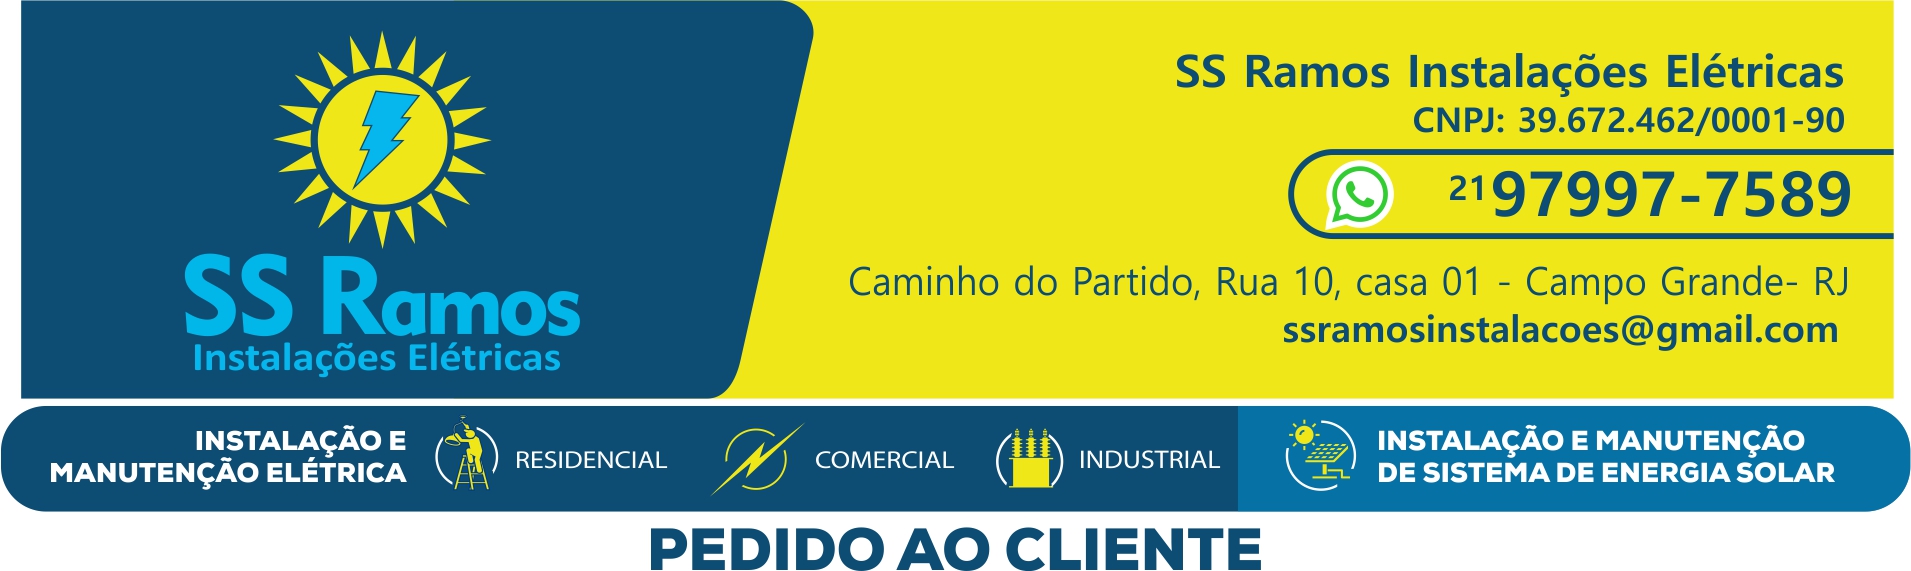 SS Ramos
Instalações Elétricas
SS Ramos Instalações Elétricas
CNPJ: 39.672.462/0001-90
21 97997-7589
Caminho do Partido, Rua 10, casa 01 - Campo Grande- RJ
ssramosinstalacoes@gmail.com
INSTALAÇÃO E
MANUTENÇÃO ELÉTRICA
RESIDENCIAL
COMERCIAL
INDUSTRIAL
INSTALAÇÃO E MANUTENÇÃO
DE SISTEMA DE ENERGIA SOLAR
PEDIDO AO CLIENTE